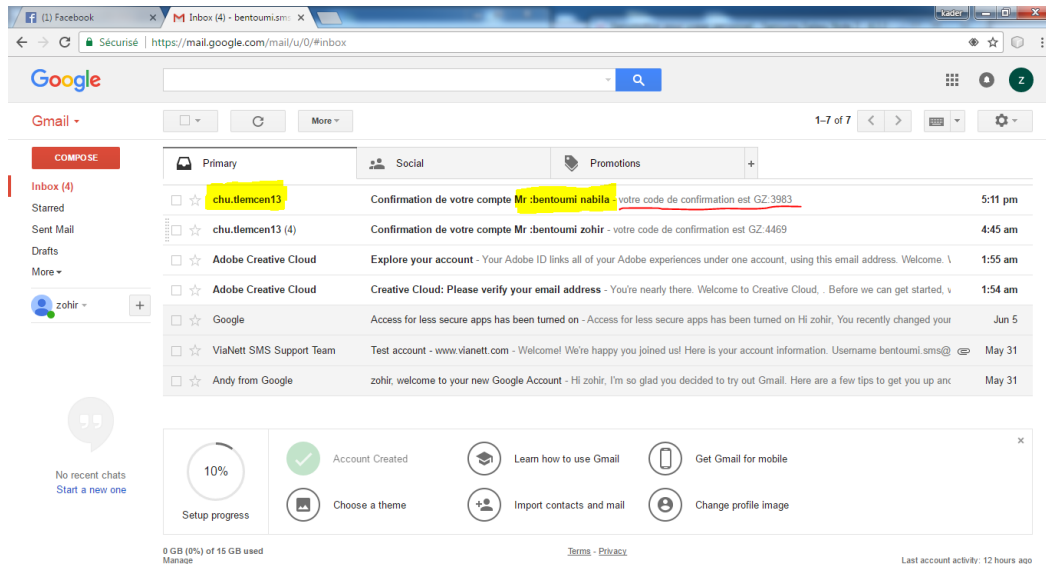 (1) Facebook
Inbox (4) - bentoumi.sms
kader
Sécurisé | https://mail.google.com/mail/u/0/#inbox
Google
Z
Gmail
More
1–7 of 7
COMPOSE
Primary
Social
Promotions
+
Inbox (4)
Starred
Sent Mail
Drafts
More
zohir
+
chu.tlemcen13 Confirmation de votre compte Mr :bentoumi nabila - votre code de confirmation est GZ:3983 5:11 pm
chu.tlemcen13 (4) Confirmation de votre compte Mr :bentoumi zohir - votre code de confirmation est GZ:4469 4:45 am
Adobe Creative Cloud Explore your account - Your Adobe ID links all of your Adobe experiences under one account, using this email address. Welcome. 1:55 am
Adobe Creative Cloud Creative Cloud: Please verify your email address - You're nearly there. Welcome to Creative Cloud, . Before we can get started, 1:54 am
Google Access for less secure apps has been turned on - Access for less secure apps has been turned on Hi zohir, You recently changed your Jun 5
ViaNett SMS Support Team Test account - www.vianett.com - Welcome! We're happy you joined us! Here is your account information. Username bentoumi.sms@ May 31
Andy from Google zohir, welcome to your new Google Account - Hi zohir, I'm so glad you decided to try out Gmail. Here are a few tips to get you up and May 31
No recent chats
Start a new one
10%
Setup progress
Account Created
Learn how to use Gmail
Get Gmail for mobile
Choose a theme
Import contacts and mail
Change profile image
0 GB (0%) of 15 GB used
Manage
Terms - Privacy
Last account activity: 12 hours ago